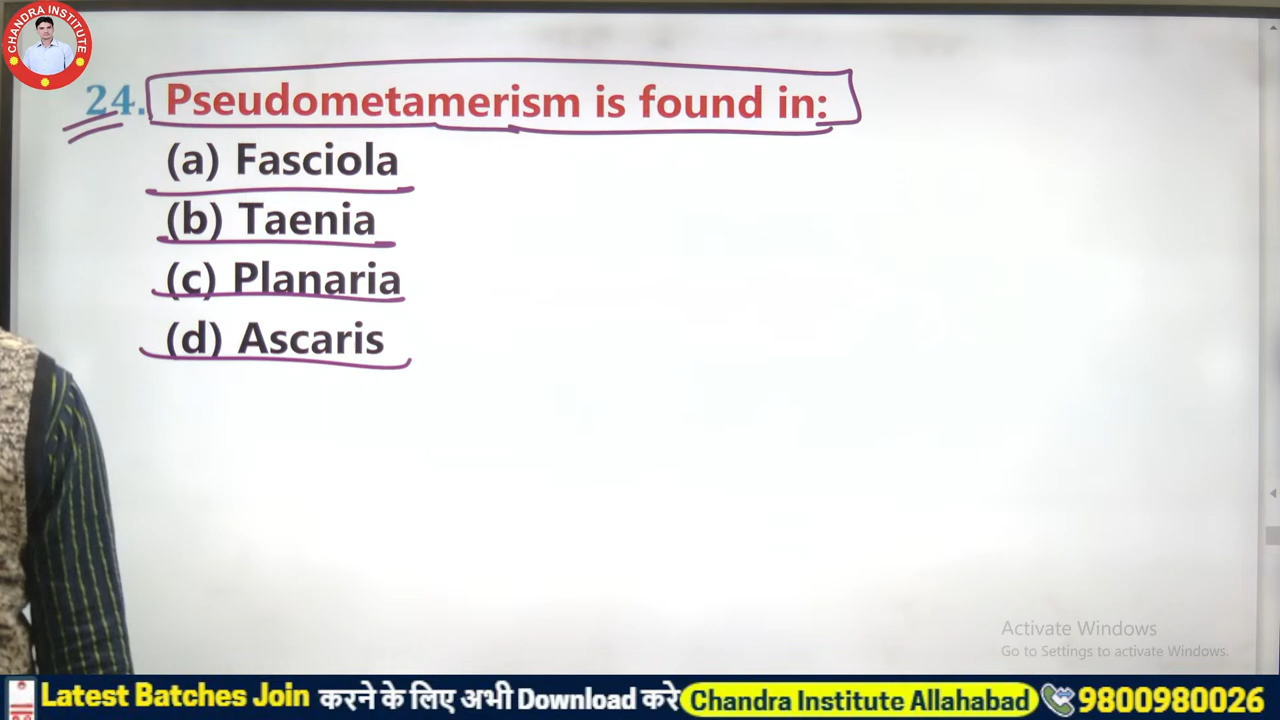 CHANDRA INSTITUTE
24. Pseudometamerism is found in:
(a) Fasciola
(b) Taenia
(c) Planaria
(d) Ascaris
Activate Windows
Go to Settings to activate Windows.
Latest Batches Join करने के लिए अभी Download करे Chandra Institute Allahabad 9800980026